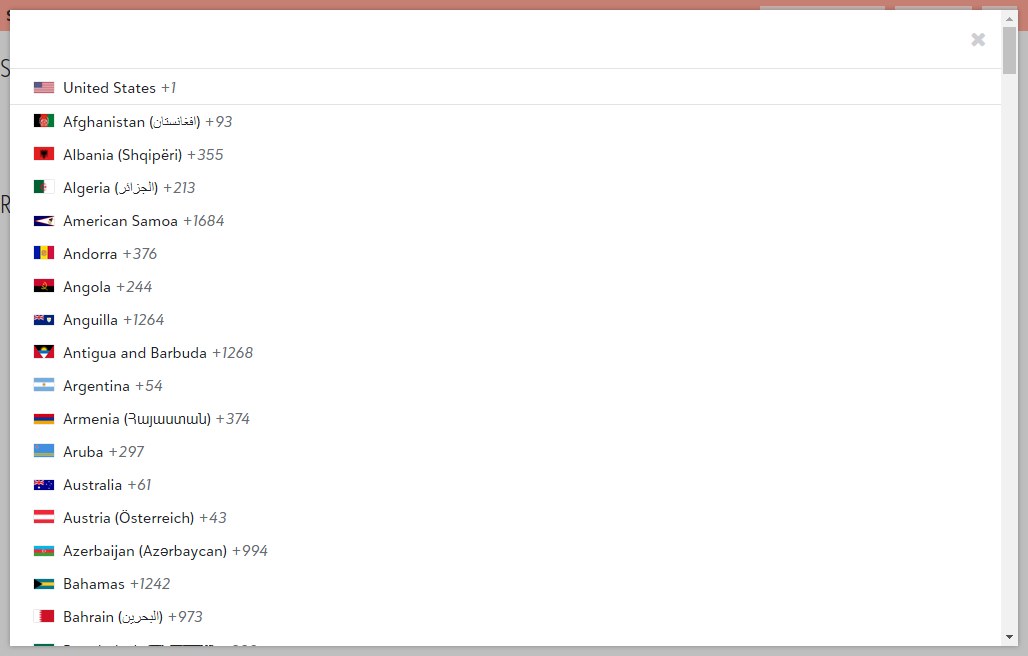 United States +1
Afghanistan (‫افغانستان‬‎) +93
Albania (Shqipëri) +355
Algeria (‫الجزائر‬‎) +213
American Samoa +1684
Andorra +376
Angola +244
Anguilla +1264
Antigua and Barbuda +1268
Argentina +54
Armenia (Հայաստան) +374
Aruba +297
Australia +61
Austria (Österreich) +43
Azerbaijan (Azərbaycan) +994
Bahamas +1242
Bahrain (‫البحرين‬‎) +973